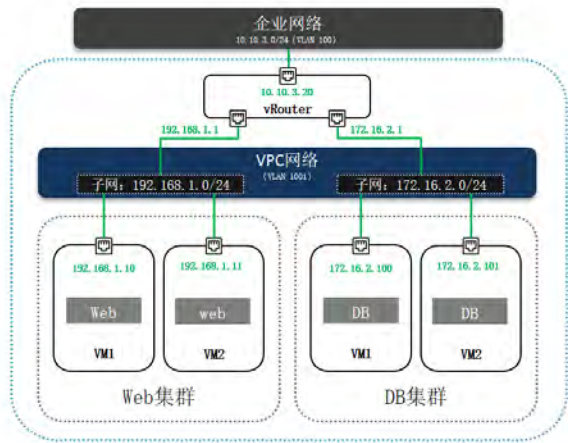 企业网络
10.10.3.0/24 (VLAN 100)
10.10.3.20
vRouter
192.168.1.1
172.16.2.1
VPC网络
(VLAN 1001)
子网：192.168.1.0/24
子网：172.16.2.0/24
192.168.1.10
192.168.1.11
172.16.2.100
172.16.2.101
Web
web
DB
DB
VM1
VM2
VM1
VM2
Web集群
DB集群